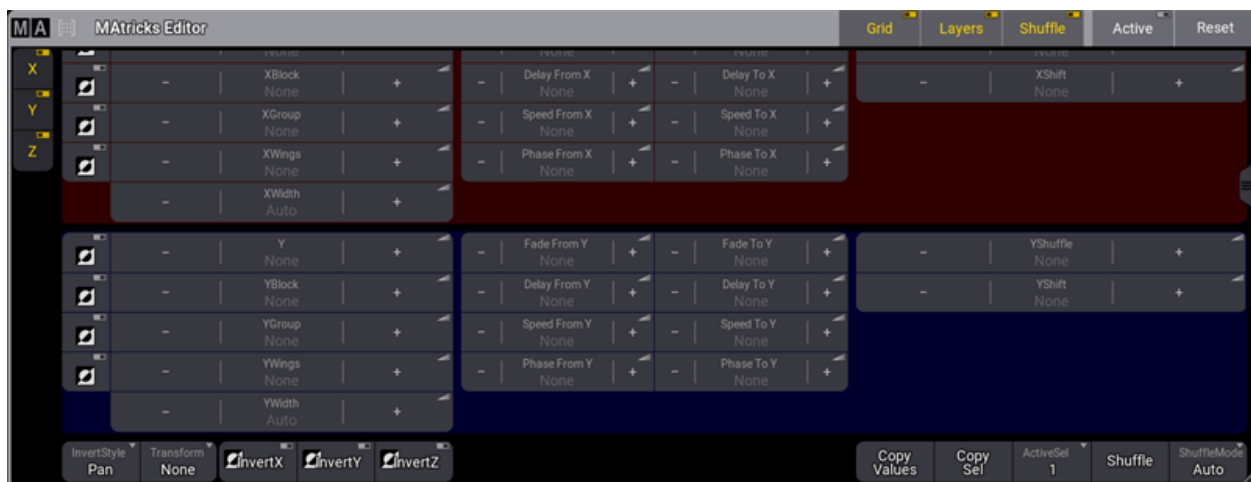 MA MAtricks Editor Grid Layers Shuffle Active Reset
X
Y
Z
None None None None
- XBlock + - Delay From X + - Delay To X + - XShift +
None None None None
- XGroup + - Speed From X + - Speed To X +
None None None
- XWings + - Phase From X + - Phase To X +
None None None
- XWidth +
Auto
- Y + - Fade From Y + - Fade To Y + - YShuffle +
None None None None
- YBlock + - Delay From Y + - Delay To Y + - YShift +
None None None None
- YGroup + - Speed From Y + - Speed To Y +
None None None
- YWings + - Phase From Y + - Phase To Y +
None None None
- YWidth +
Auto
InvertStyle Transform InvertX InvertY InvertZ Copy Copy ActiveSel Shuffle ShuffleMode
Pan None Values Sel 1 Auto